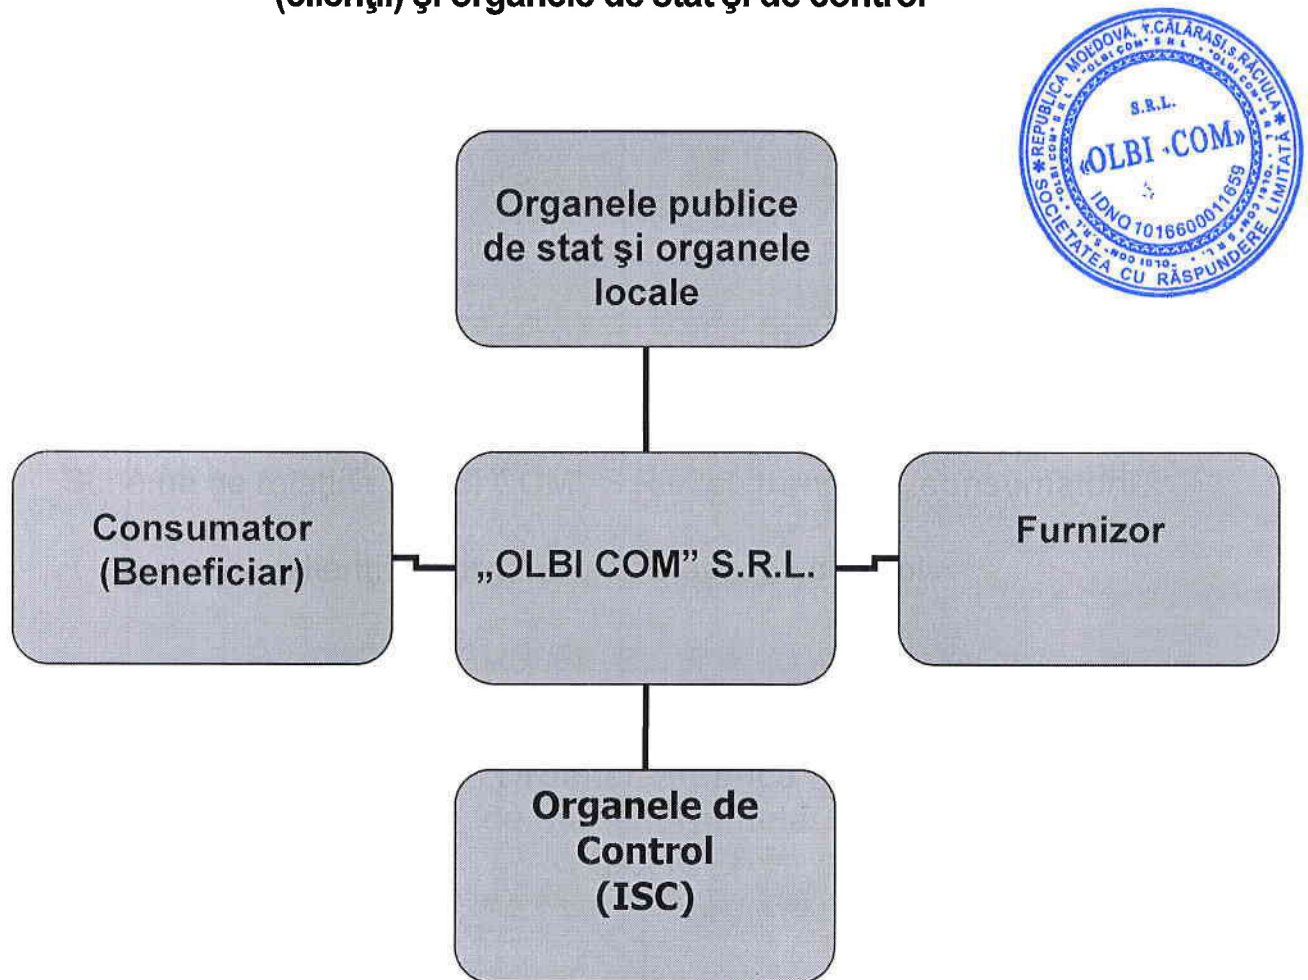 (clienţii) şi organele de stat şi de control
REPUBLICA MOLDOVA, r.CĂLĂRAŞI, s.RĂCIULA
SOCIETATEA CU RĂSPUNDERE LIMITATĂ
S.R.L.
«OLBI-COM»
IDNO 1016600011659
Organele publice
de stat şi organele
locale
Consumator
(Beneficiar)
„OLBI COM” S.R.L.
Furnizor
Organele de
Control
(ISC)